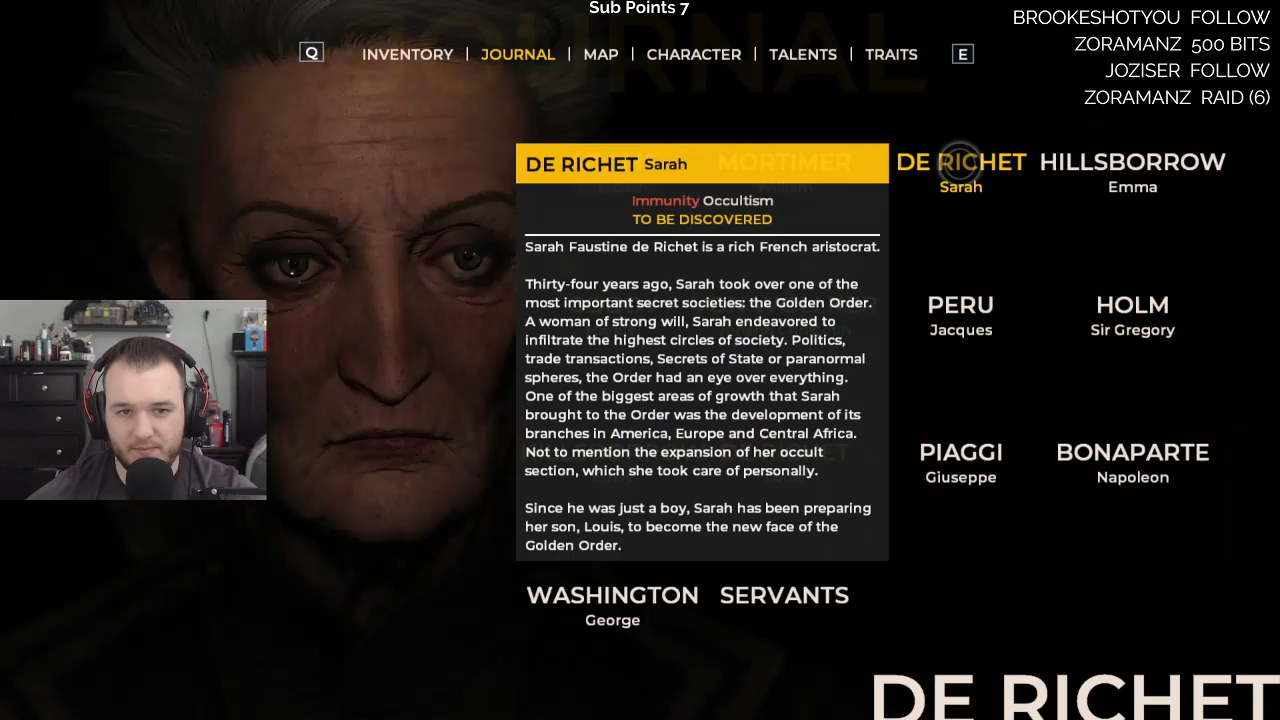 Sub Points 7
BROOKESHOTYOU FOLLOW
ZORAMANZ 500 BITS
JOZISER FOLLOW
ZORAMANZ RAID (6)
Q INVENTORY | JOURNAL | MAP | CHARACTER | TALENTS | TRAITS E
JOURNAL
DE RICHET Sarah
MORTIMER
William
DE RICHET
Sarah
HILLSBORROW
Emma
Immunity Occultism
TO BE DISCOVERED
Sarah Faustine de Richet is a rich French aristocrat.
Thirty-four years ago, Sarah took over one of the
most important secret societies: the Golden Order.
A woman of strong will, Sarah endeavored to
infiltrate the highest circles of society. Politics,
trade transactions, Secrets of State or paranormal
spheres, the Order had an eye over everything.
One of the biggest areas of growth that Sarah
brought to the Order was the development of its
branches in America, Europe and Central Africa.
Not to mention the expansion of her occult
section, which she took care of personally.
Since he was just a boy, Sarah has been preparing
her son, Louis, to become the new face of the
Golden Order.
PERU
Jacques
HOLM
Sir Gregory
PIAGGI
Giuseppe
BONAPARTE
Napoleon
WASHINGTON
George
SERVANTS
DE RICHET